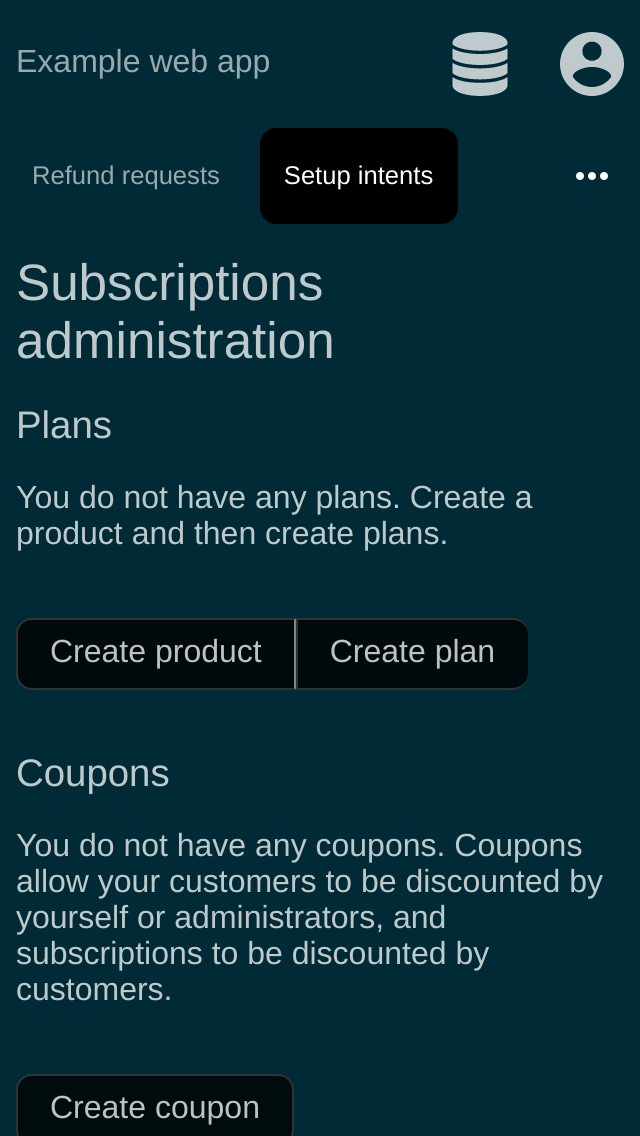 Example web app
Refund requests
Setup intents
Subscriptions
administration
Plans
You do not have any plans. Create a
product and then create plans.
Create product
Create plan
Coupons
You do not have any coupons. Coupons
allow your customers to be discounted by
yourself or administrators, and
subscriptions to be discounted by
customers.
Create coupon